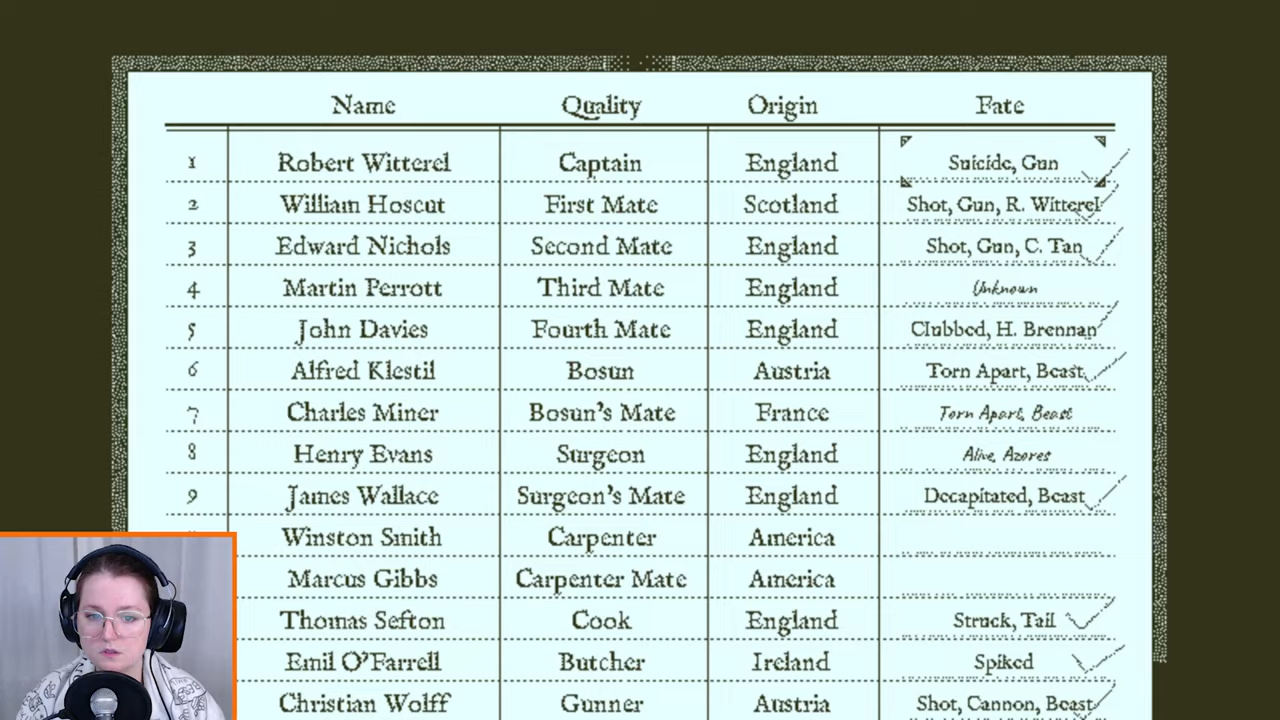 Name Quality Origin Fate
1 Robert Witterel Captain England Suicide, Gun
2 William Hoscut First Mate Scotland Shot, Gun, R. Witterel
3 Edward Nichols Second Mate England Shot, Gun, C. Tan
4 Martin Perrott Third Mate England Unknown
5 John Davies Fourth Mate England Clubbed, H. Brennan
6 Alfred Klestil Bosun Austria Torn Apart, Beast
7 Charles Miner Bosun's Mate France Torn Apart, Beast
8 Henry Evans Surgeon England Alive, Azores
9 James Wallace Surgeon's Mate England Decapitated, Beast
Winston Smith Carpenter America
Marcus Gibbs Carpenter Mate America
Thomas Sefton Cook England Struck, Tail
Emil O'Farrell Butcher Ireland Spiked
Christian Wolff Gunner Austria Shot, Cannon, Beast